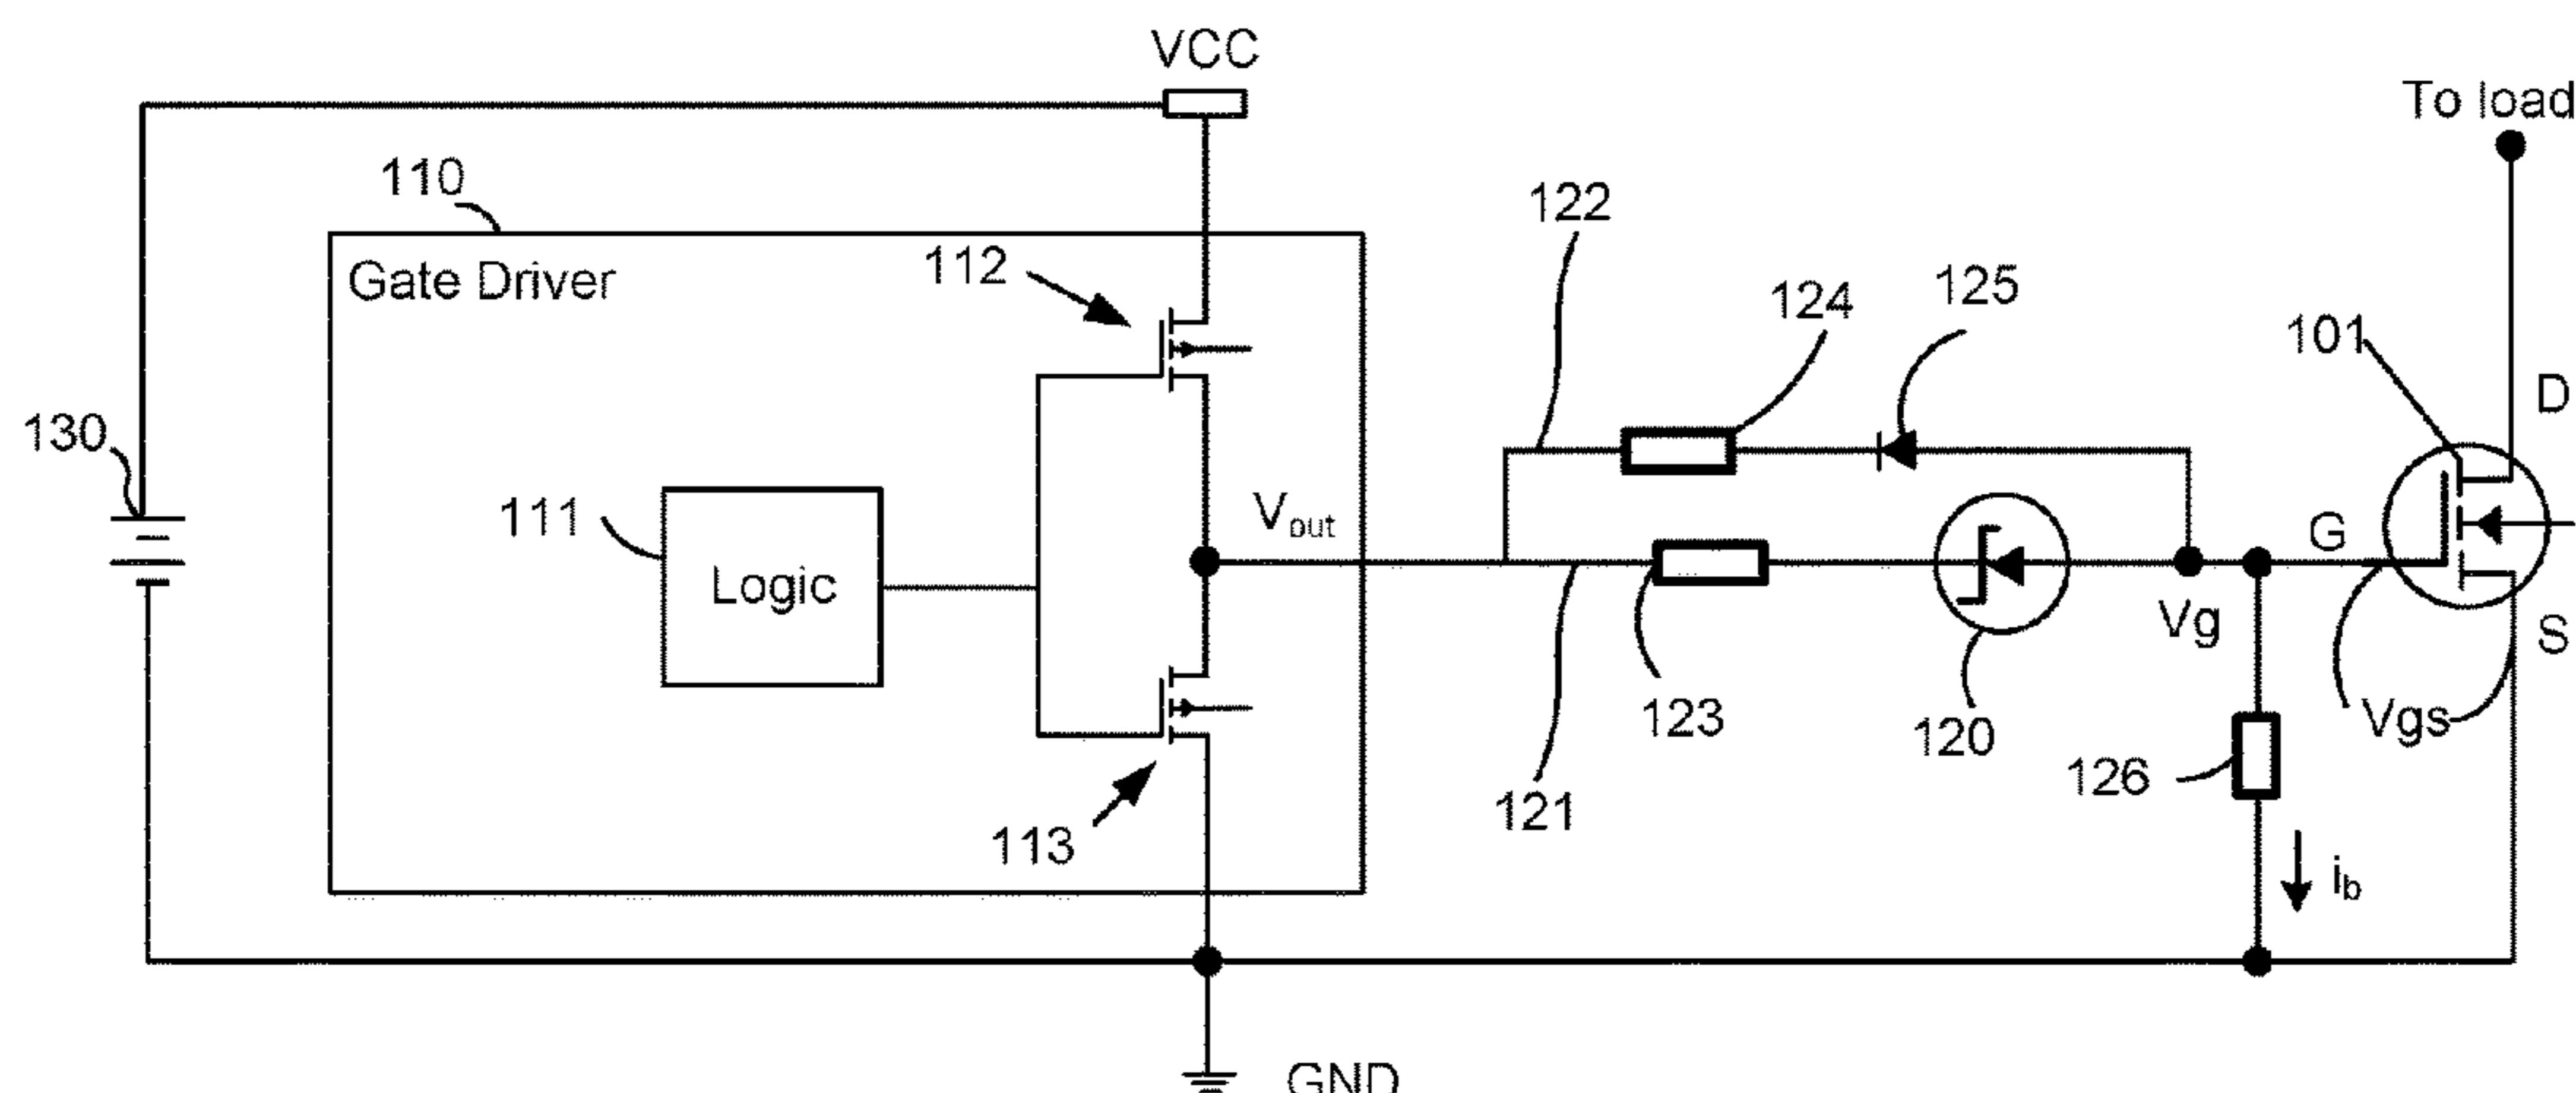 VCC
To load
110
122
Gate Driver
112
125
124
101
D
130
111
Vout
G
Logic
Vg
S
123
120
Vgs
126
121
113
ib
GND